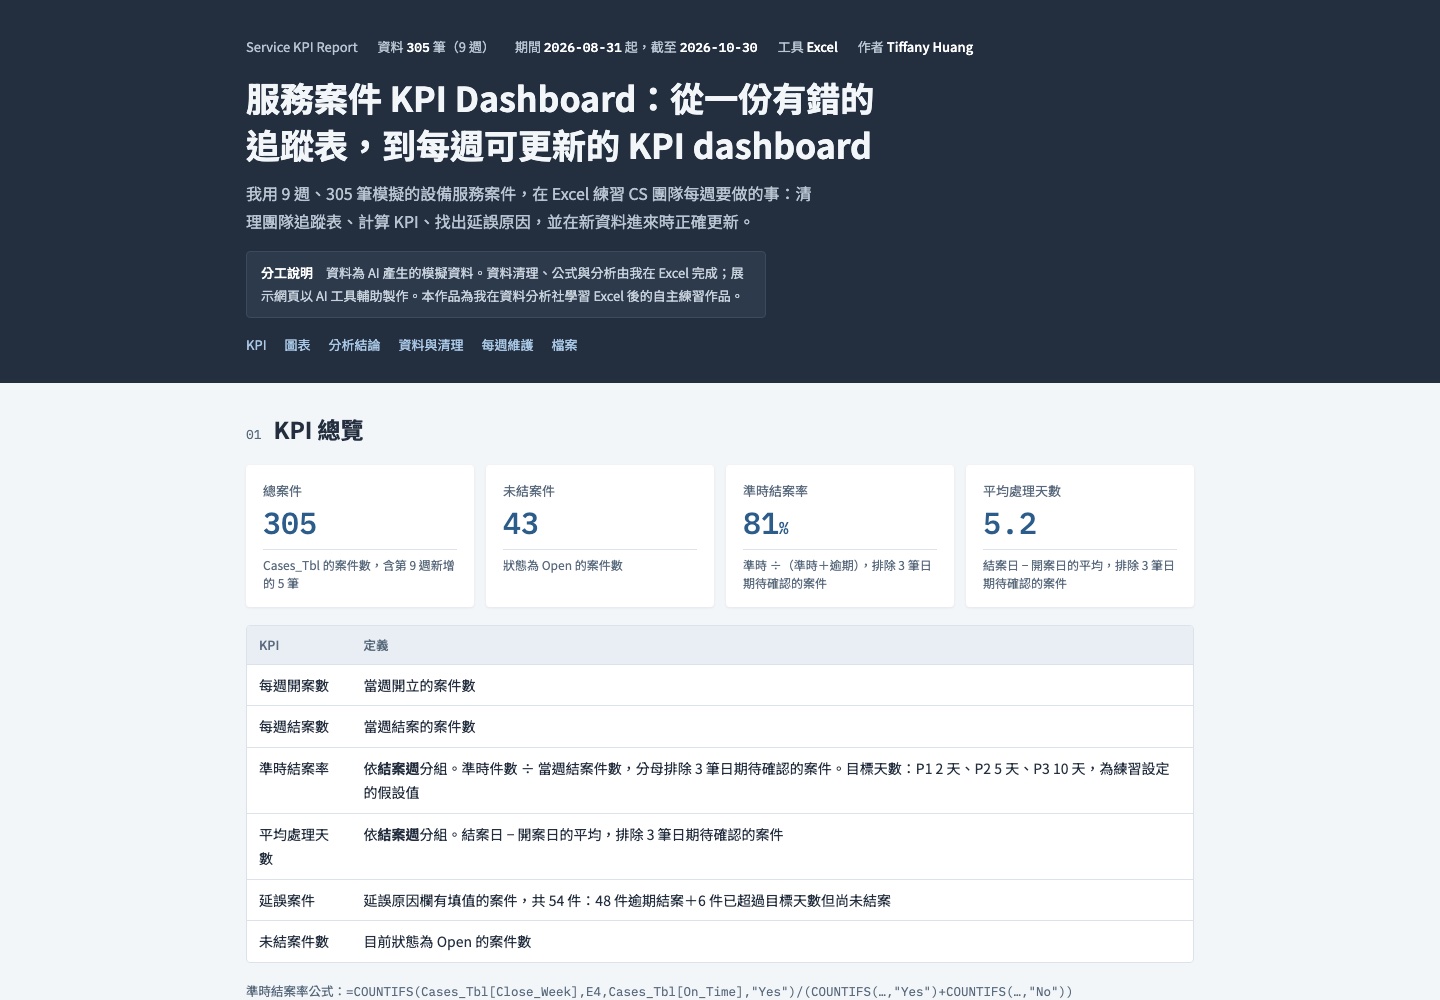 Service KPI Report 資料 305 筆（9 週） 期間 2026-08-31 起，截至 2026-10-30 工具 Excel 作者 Tiffany Huang
服務案件 KPI Dashboard：從一份有錯的
追蹤表，到每週可更新的 KPI dashboard
我用 9 週、305 筆模擬的設備服務案件，在 Excel 練習 CS 團隊每週要做的事：清
理團隊追蹤表、計算 KPI、找出延誤原因，並在新資料進來時正確更新。
分工說明 資料為 AI 產生的模擬資料。資料清理、公式與分析由我在 Excel 完成；展
示網頁以 AI 工具輔助製作。本作品為我在資料分析社學習 Excel 後的自主練習作品。
KPI 圖表 分析結論 資料與清理 每週維護 檔案
01 KPI 總覽
總案件
305
Cases_Tbl 的案件數，含第 9 週新增
的 5 筆
未結案件
43
狀態為 Open 的案件數
準時結案率
81%
準時 ÷（準時＋逾期），排除 3 筆日
期待確認的案件
平均處理天數
5.2
結案日 − 開案日的平均，排除 3 筆日
期待確認的案件
KPI 定義
每週開案數 當週開立的案件數
每週結案數 當週結案的案件數
準時結案率 依結案週分組。準時件數 ÷ 當週結案件數，分母排除 3 筆日期待確認的案件。目標天數：P1 2 天、P2 5 天、P3 10 天，為練習設定
的假設值
平均處理天
數 依結案週分組。結案日 − 開案日的平均，排除 3 筆日期待確認的案件
延誤案件 延誤原因欄有填值的案件，共 54 件：48 件逾期結案＋6 件已超過目標天數但尚未結案
未結案件數 目前狀態為 Open 的案件數
準時結案率公式：=COUNTIFS(Cases_Tbl[Close_Week],E4,Cases_Tbl[On_Time],"Yes")/(COUNTIFS(…,"Yes")+COUNTIFS(…,"No"))